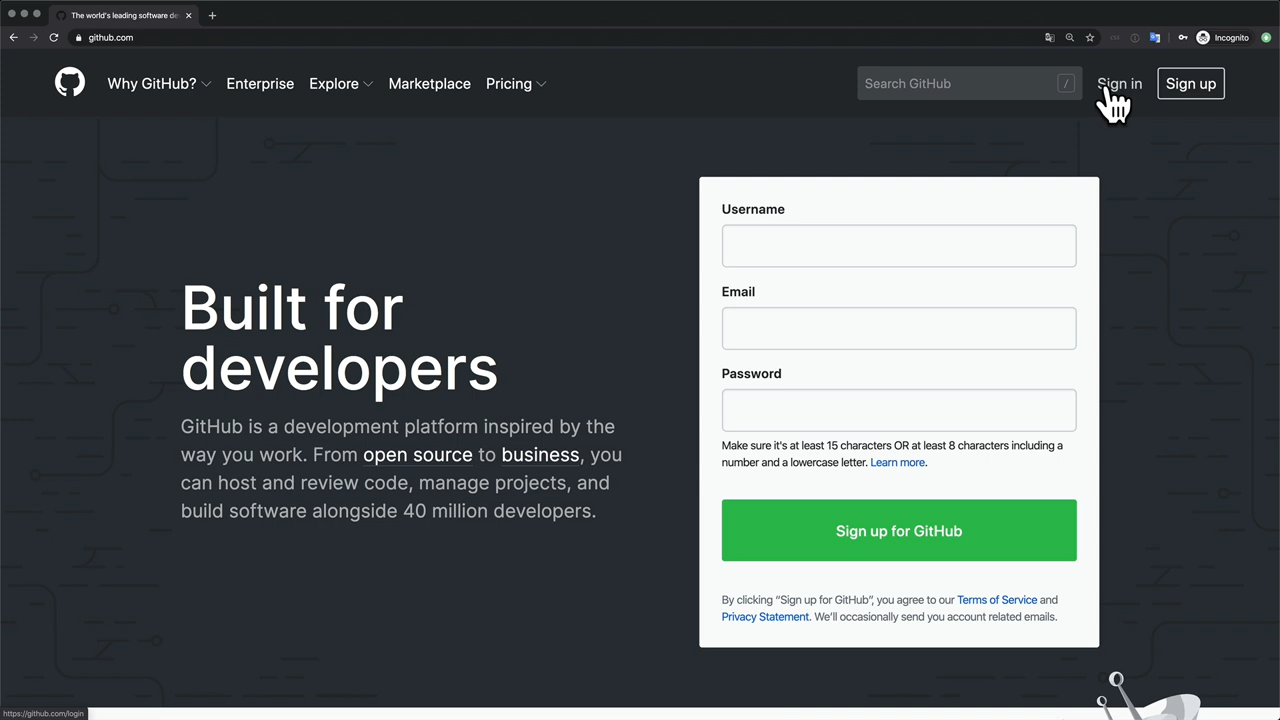 The world's leading software de
github.com
Incognito
Why GitHub?
Enterprise
Explore
Marketplace
Pricing
Search GitHub
/
Sign in
Sign up
Built for
developers
GitHub is a development platform inspired by the
way you work. From open source to business, you
can host and review code, manage projects, and
build software alongside 40 million developers.
Username
Email
Password
Make sure it's at least 15 characters OR at least 8 characters including a
number and a lowercase letter. Learn more.
Sign up for GitHub
By clicking “Sign up for GitHub”, you agree to our Terms of Service and
Privacy Statement. We’ll occasionally send you account related emails.
https://github.com/login